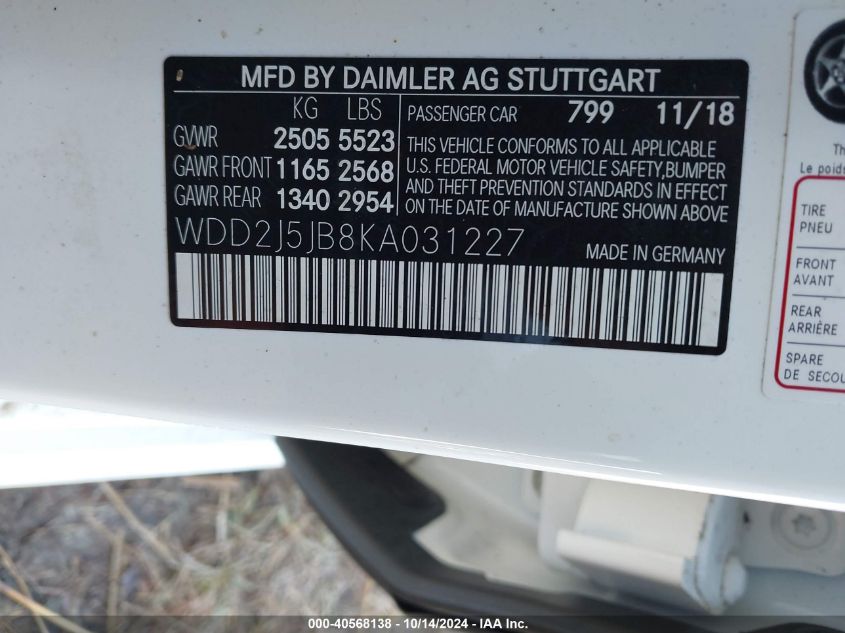 MFD BY DAIMLER AG STUTTGART
KG LBS
GVWR 2505 5523
GAWR FRONT 1165 2568
GAWR REAR 1340 2954
PASSENGER CAR 799 11/18
THIS VEHICLE CONFORMS TO ALL APPLICABLE
U.S. FEDERAL MOTOR VEHICLE SAFETY,BUMPER
AND THEFT PREVENTION STANDARDS IN EFFECT
ON THE DATE OF MANUFACTURE SHOWN ABOVE
WDD2J5JB8KA031227
MADE IN GERMANY
Th
Le poids
TIRE
PNEU
FRONT
AVANT
REAR
ARRIÈRE
SPARE
DE SECOU
000-40568138 - 10/14/2024 - IAA Inc.